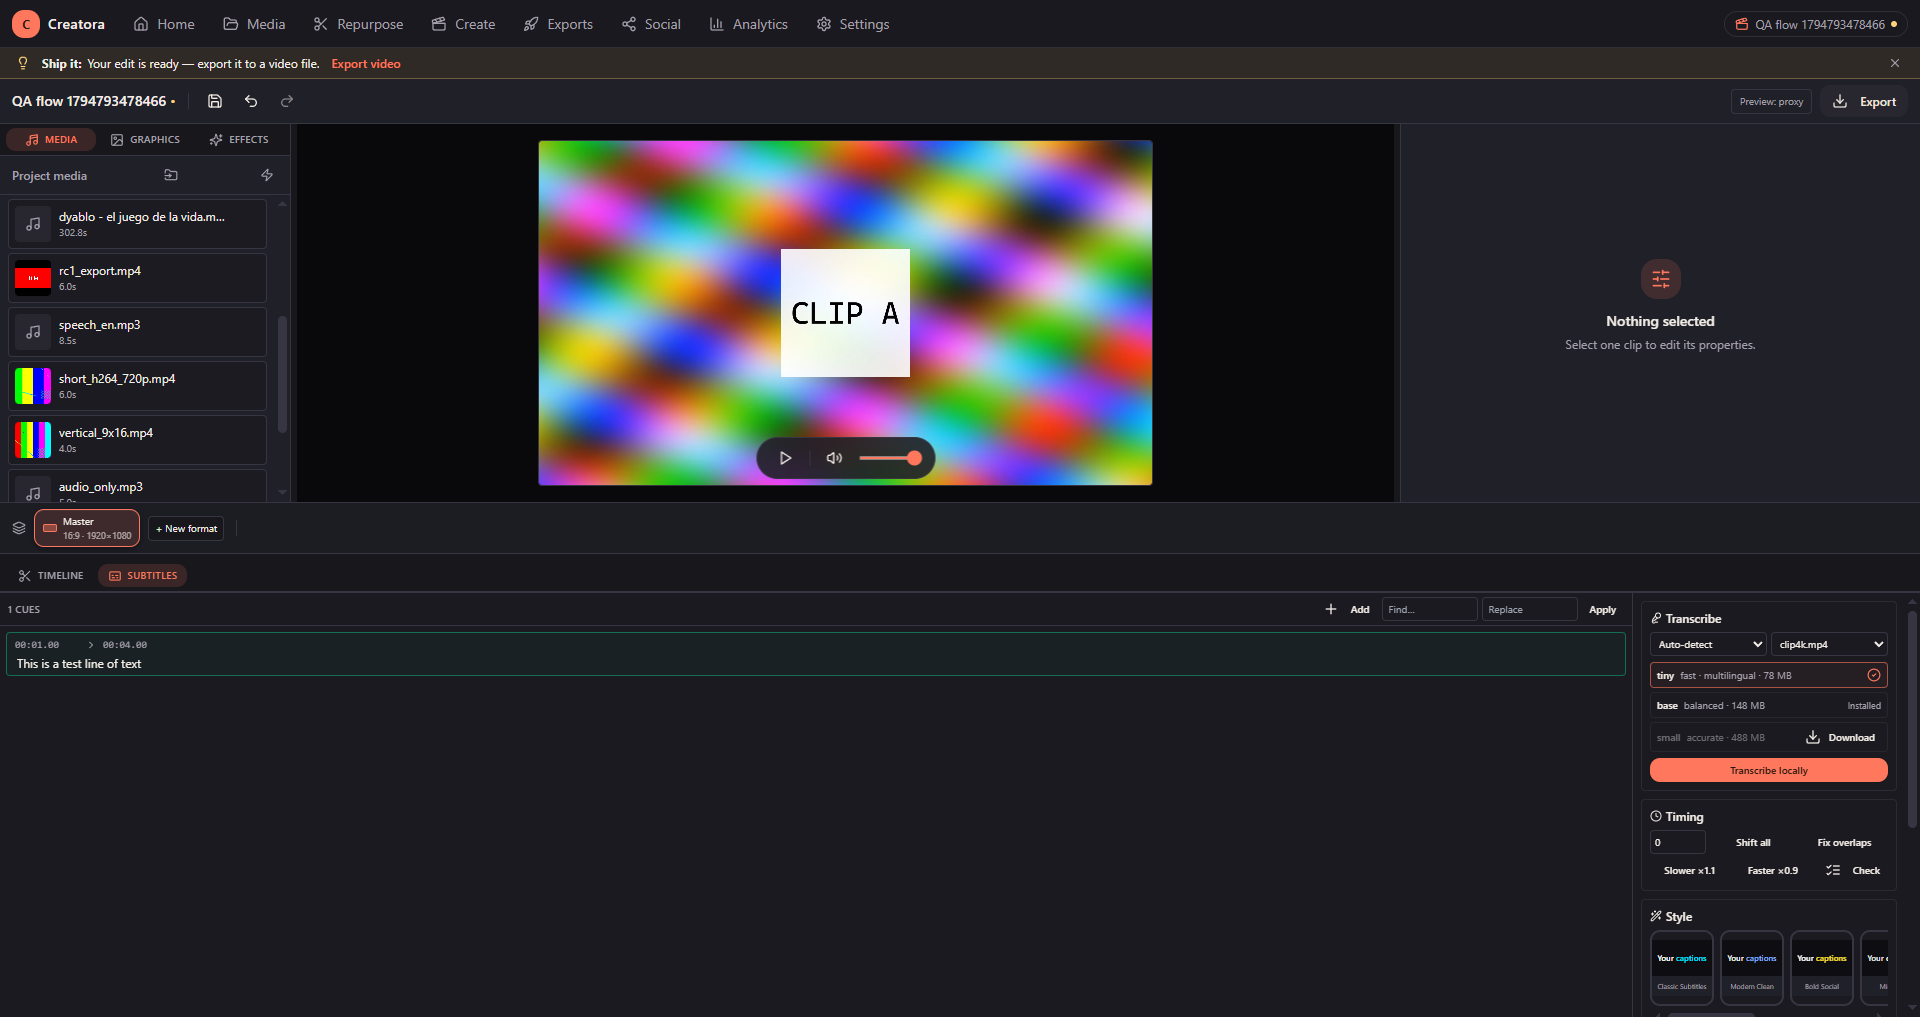 C Creatora Home Media Repurpose Create Exports Social Analytics Settings QA flow 1794793478466
Ship it: Your edit is ready — export it to a video file. Export video
QA flow 1794793478466 Preview: proxy Export
MEDIA GRAPHICS EFFECTS
Project media
dyablo - el juego de la vida.m...
302.8s
rc1_export.mp4
6.0s
speech_en.mp3
8.5s
short_h264_720p.mp4
6.0s
vertical_9x16.mp4
4.0s
audio_only.mp3
CLIP A
Nothing selected
Select one clip to edit its properties.
Master
16:9 · 1920×1080
+ New format
TIMELINE SUBTITLES
1 CUES Add Find... Replace Apply
00:01.00 > 00:04.00
This is a test line of text
Transcribe
Auto-detect clip4k.mp4
tiny fast · multilingual · 78 MB
base balanced · 148 MB Installed
small accurate · 488 MB Download
Transcribe locally
Timing
0 Shift all Fix overlaps
Slower ×1.1 Faster ×0.9 Check
Style
Your captions Your captions Your captions Your
Classic Subtitles Modern Clean Bold Social Mi